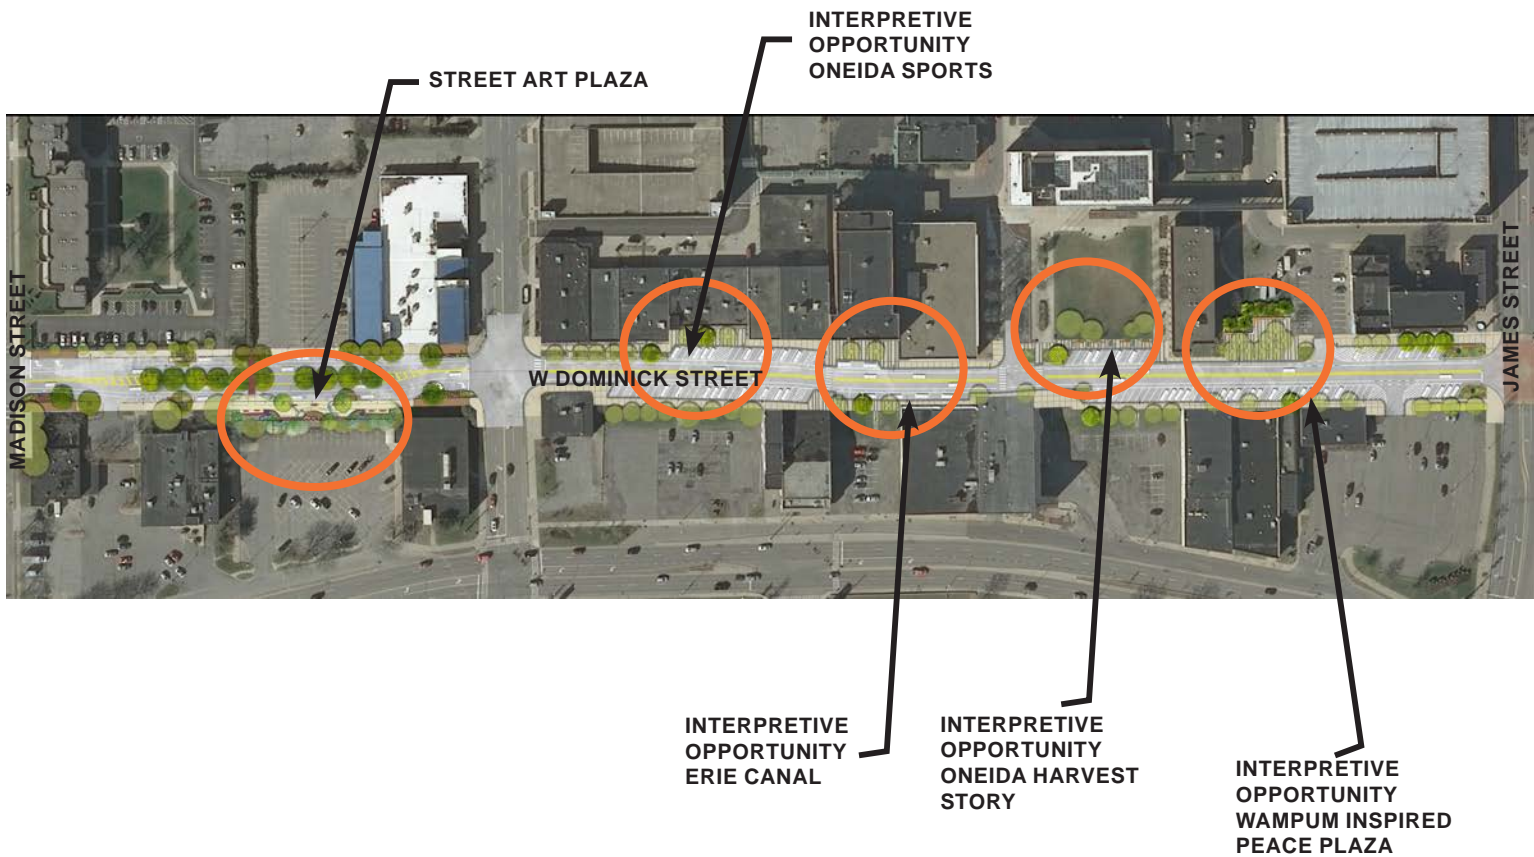 INTERPRETIVE
OPPORTUNITY
ONEIDA SPORTS
STREET ART PLAZA
MADISON STREET
W DOMINICK STREET
JAMES STREET
INTERPRETIVE
OPPORTUNITY
ERIE CANAL
INTERPRETIVE
OPPORTUNITY
ONEIDA HARVEST
STORY
INTERPRETIVE
OPPORTUNITY
WAMPUM INSPIRED
PEACE PLAZA